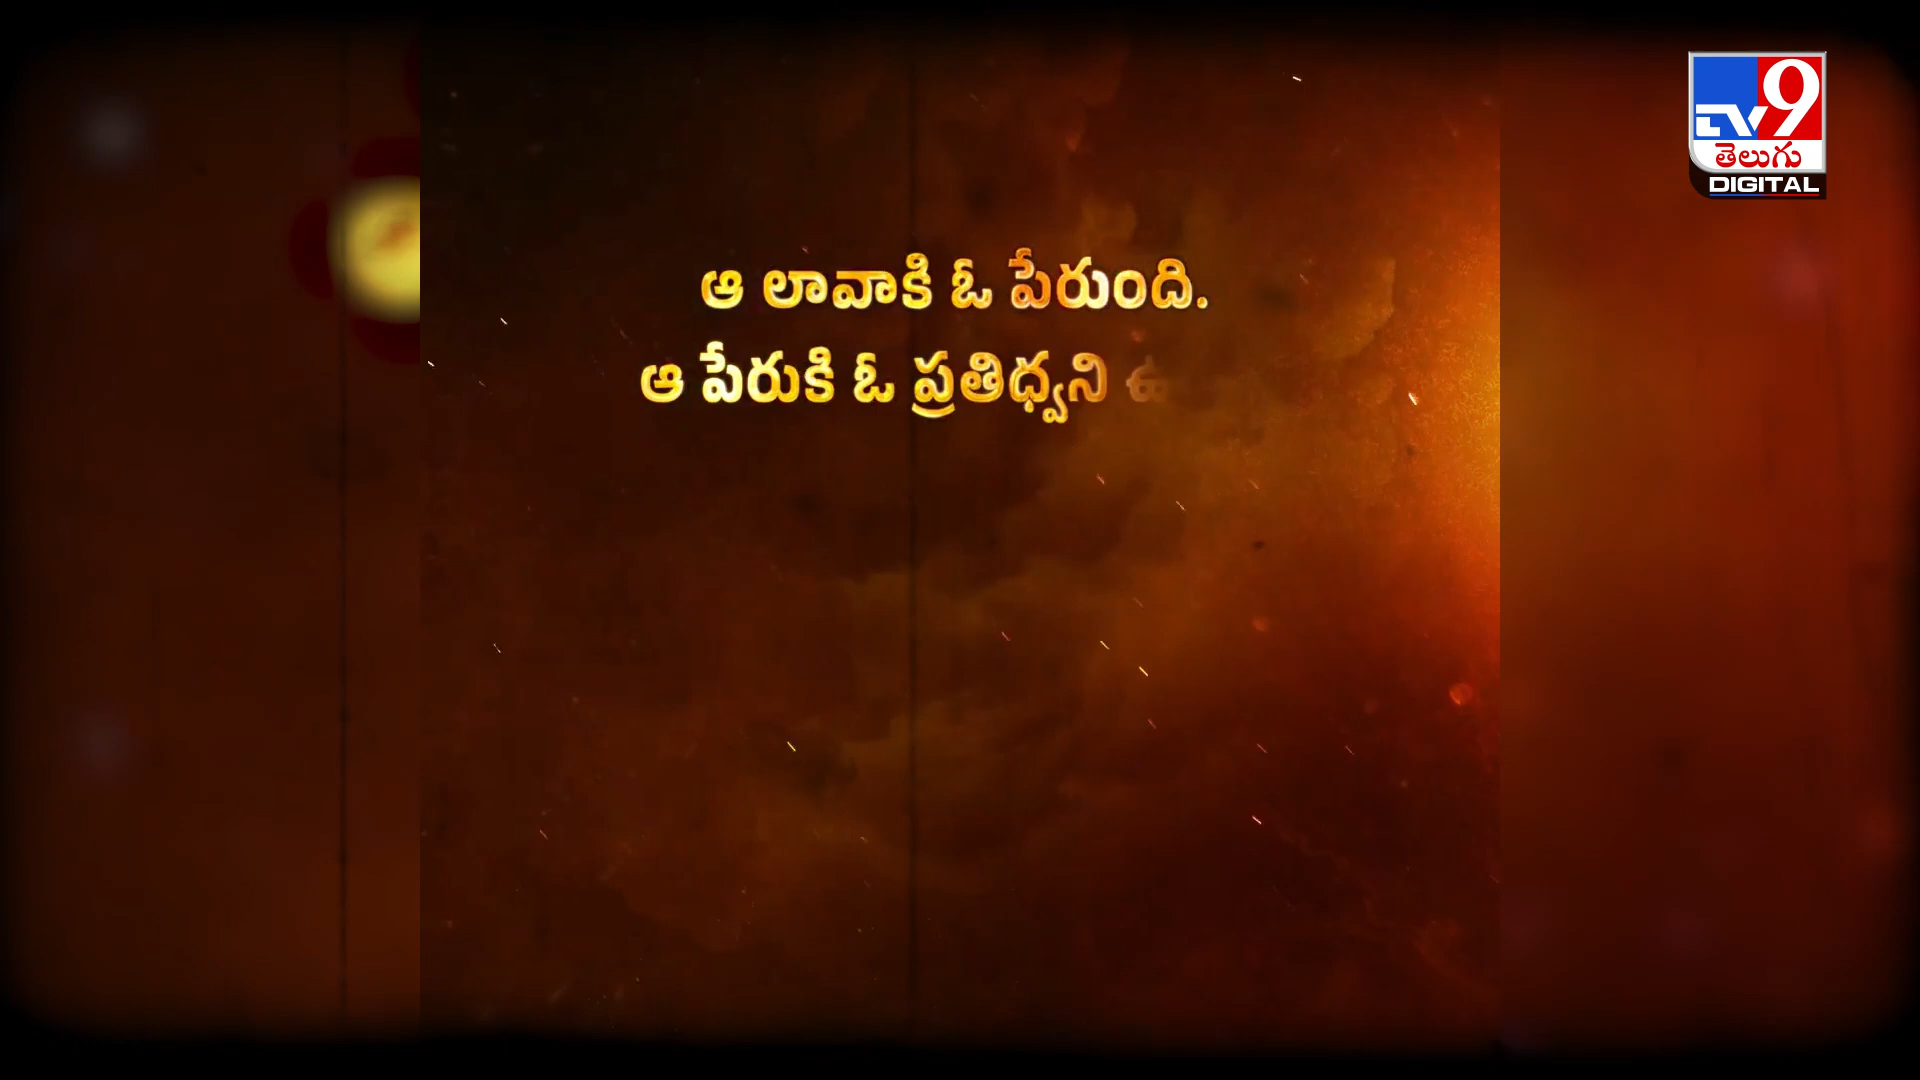 TV9
తెలుగు
DIGITAL
ఆ లావాకి ఓ పేరుంది.
ఆ పేరుకి ఓ ప్రతిధ్వని